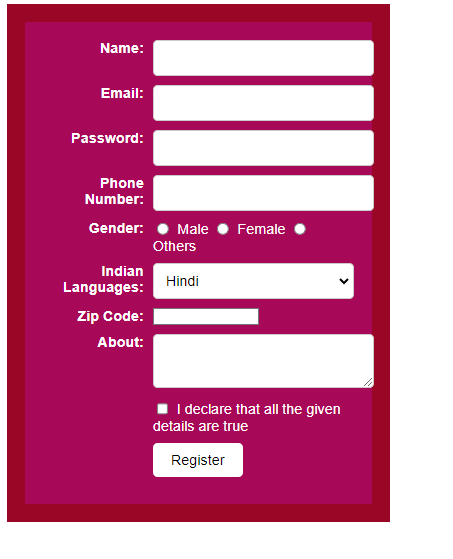 Name:
Email:
Password:
Phone
Number:
Gender: Male Female
Others
Indian
Languages: Hindi
Zip Code:
About:
I declare that all the given
details are true
Register